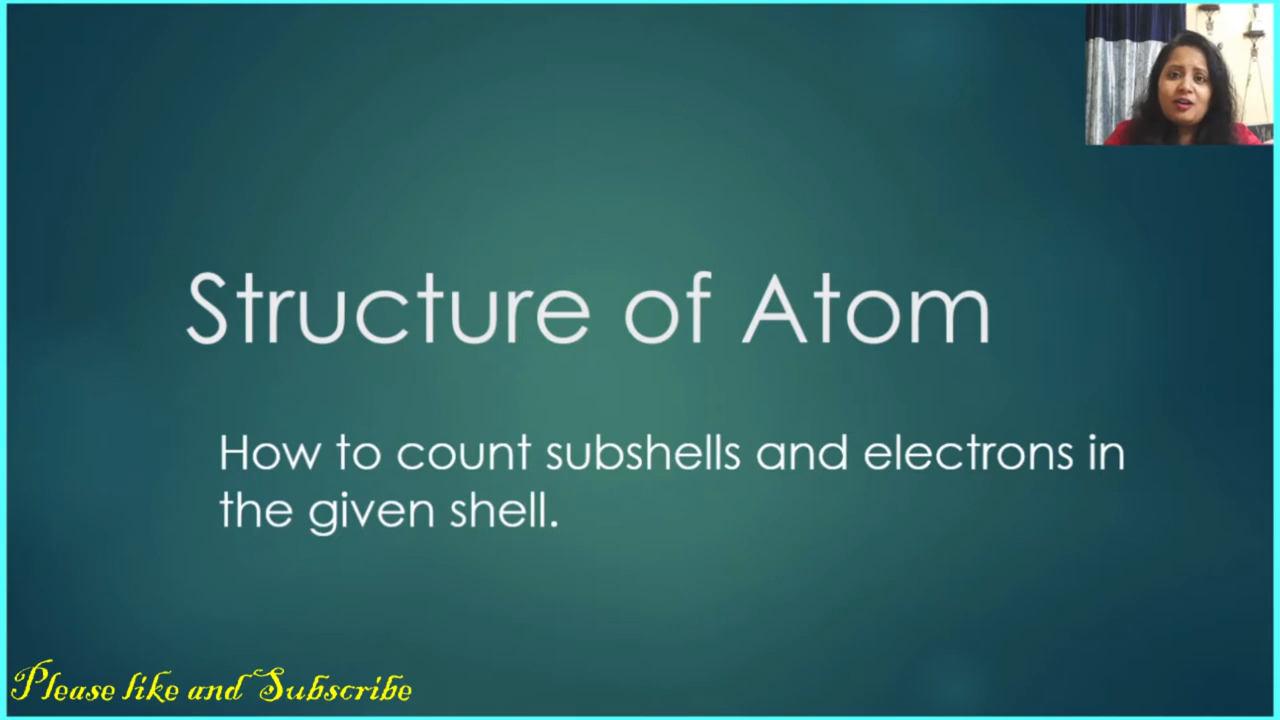 Structure of Atom
How to count subshells and electrons in
the given shell.
Please like and Subscribe